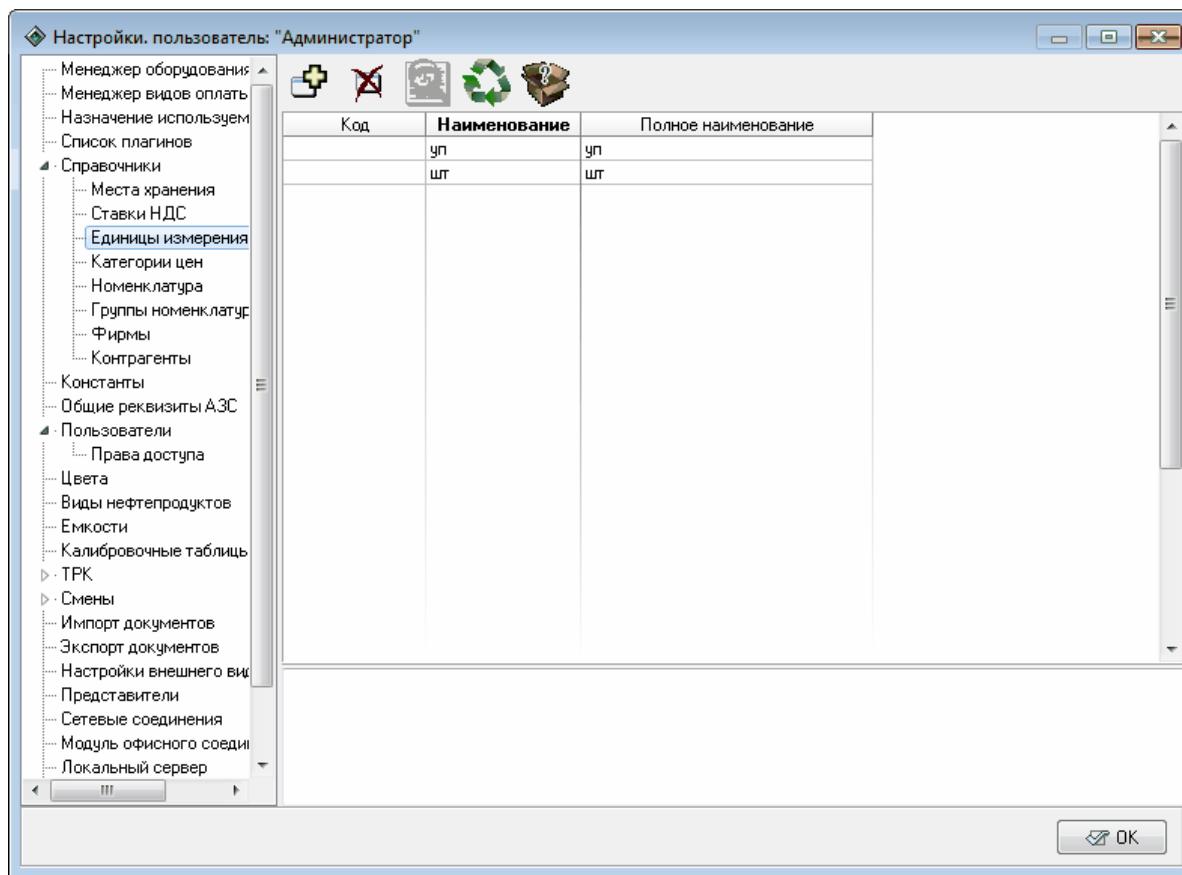 Настройки. пользователь: "Администратор"
Менеджер оборудования
Менеджер видов оплать
Назначение используем
Список плагинов
Справочники
Места хранения
Ставки НДС
Единицы измерения
Категории цен
Номенклатура
Группы номенклатур
Фирмы
Контрагенты
Константы
Общие реквизиты АЗС
Пользователи
Права доступа
Цвета
Виды нефтепродуктов
Емкости
Калибровочные таблиць
ТРК
Смены
Импорт документов
Экспорт документов
Настройки внешнего вид
Представители
Сетевые соединения
Модуль офисного соеди
Локальный сервер
Код Наименование Полное наименование
уп уп
шт шт
OK